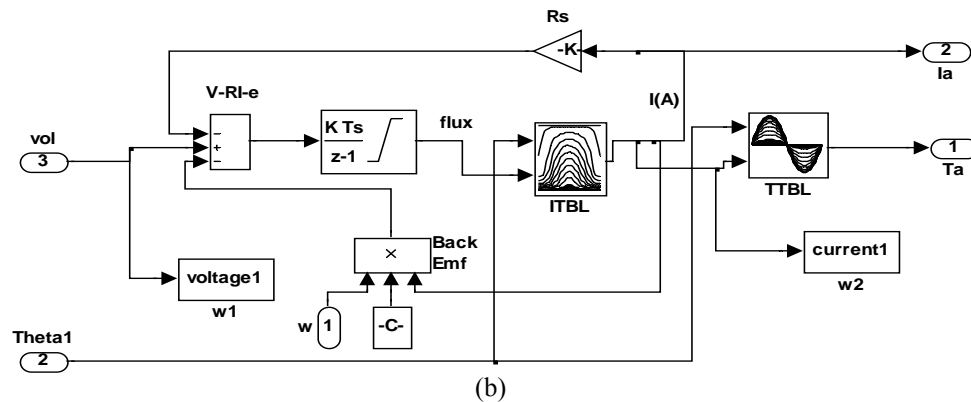 Rs
-K-
2
Ia
V-RI-e
I(A)
vol
3
−
+
−
K Ts
z-1
flux
ITBL
TTBL
1
Ta
Back
Emf
×
voltage1
w1
current1
w2
w
1
-C-
Theta1
2
(b)